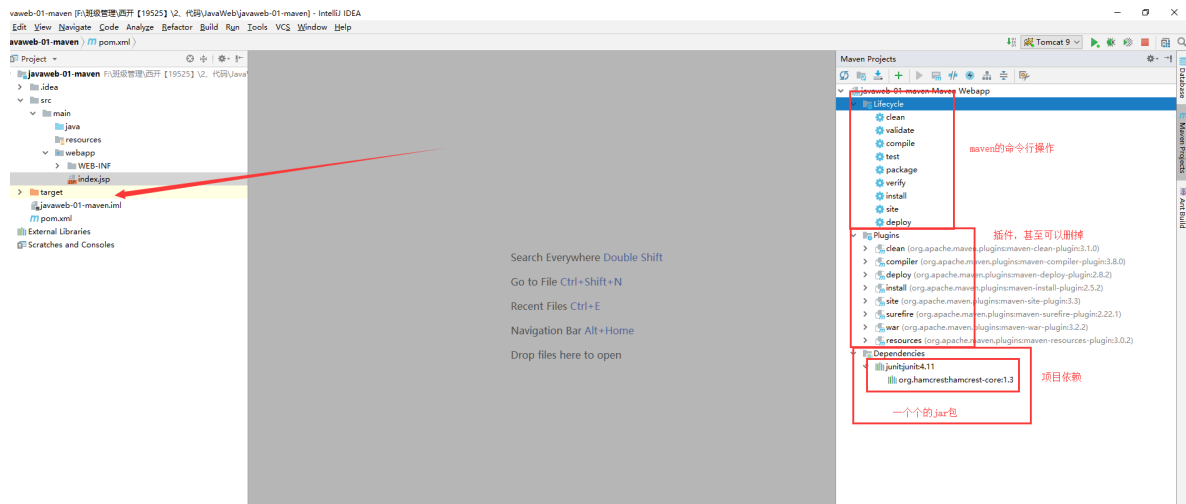 vaweb-01-maven [F:\班级管理\西开【19525】\2、代码\JavaWeb\javaweb-01-maven] - IntelliJ IDEA
Edit View Navigate Code Analyze Refactor Build Run Tools VCS Window Help
avaweb-01-maven pom.xml
Tomcat 9
Project
javaweb-01-maven F:\班级管理\西开【19525】\2、代码\Java
.idea
src
main
java
resources
webapp
WEB-INF
index.jsp
target
javaweb-01-maven.iml
pom.xml
External Libraries
Scratches and Consoles
Search Everywhere Double Shift
Go to File Ctrl+Shift+N
Recent Files Ctrl+E
Navigation Bar Alt+Home
Drop files here to open
Maven Projects
javaweb-01-maven Maven Webapp
Lifecycle
clean
validate
compile
test
package
verify
install
site
deploy
maven的命令行操作
Plugins
插件，甚至可以删掉
clean (org.apache.maven.plugins:maven-clean-plugin:3.1.0)
compiler (org.apache.maven.plugins:maven-compiler-plugin:3.8.0)
deploy (org.apache.maven.plugins:maven-deploy-plugin:2.8.2)
install (org.apache.maven.plugins:maven-install-plugin:2.5.2)
site (org.apache.maven.plugins:maven-site-plugin:3.3)
surefire (org.apache.maven.plugins:maven-surefire-plugin:2.22.1)
war (org.apache.maven.plugins:maven-war-plugin:3.2.2)
resources (org.apache.maven.plugins:maven-resources-plugin:3.0.2)
Dependencies
junit:junit:4.11
org.hamcrest:hamcrest-core:1.3
项目依赖
一个个的jar包
Database
Maven Projects
Ant Build